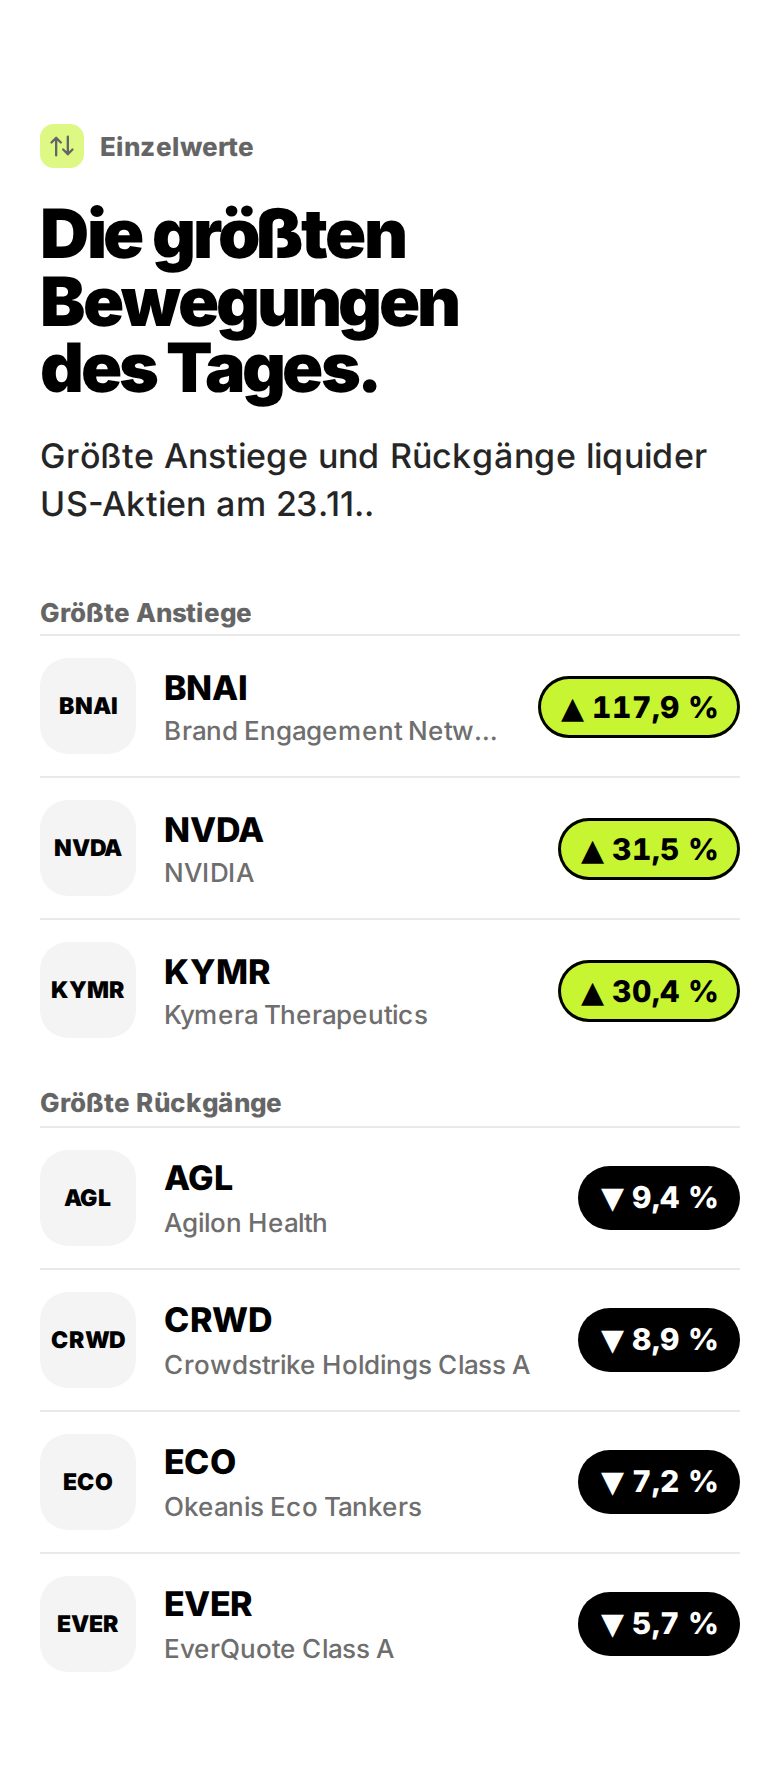 Einzelwerte
Die größten
Bewegungen
des Tages.
Größte Anstiege und Rückgänge liquider
US-Aktien am 23.11..
Größte Anstiege
BNAI
BNAI
Brand Engagement Netw...
▲ 117,9 %
NVDA
NVDA
NVIDIA
▲ 31,5 %
KYMR
KYMR
Kymera Therapeutics
▲ 30,4 %
Größte Rückgänge
AGL
AGL
Agilon Health
▼ 9,4 %
CRWD
CRWD
Crowdstrike Holdings Class A
▼ 8,9 %
ECO
ECO
Okeanis Eco Tankers
▼ 7,2 %
EVER
EVER
EverQuote Class A
▼ 5,7 %